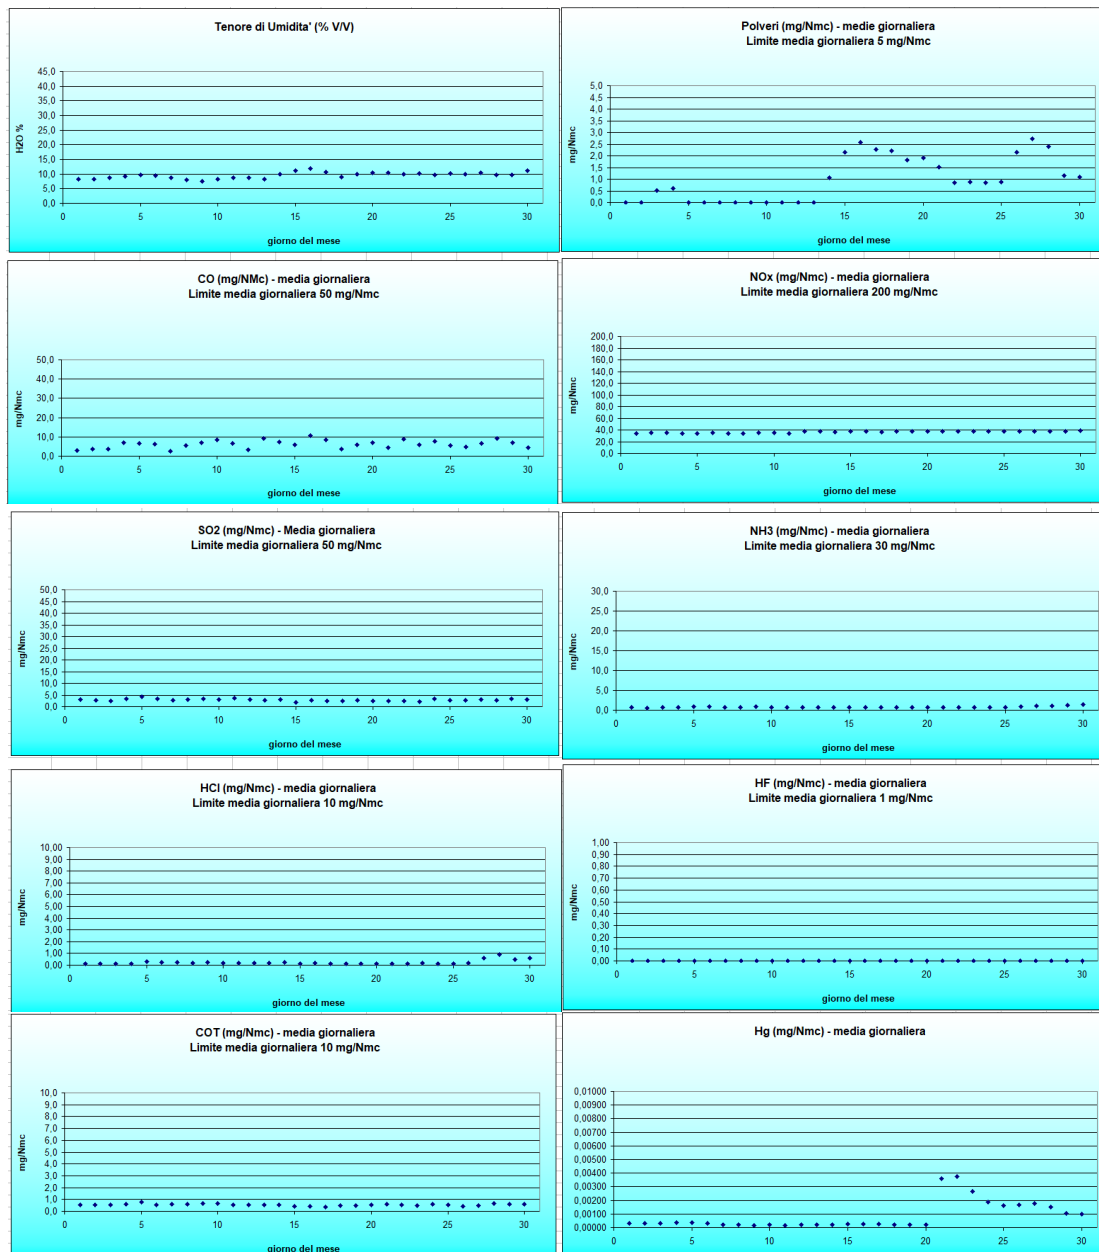 Tenore di Umidita' (% V/V)
45,0
40,0
35,0
30,0
25,0
20,0
15,0
10,0
5,0
0,0
H2O %
0 5 10 15 20 25 30
giorno del mese
Polveri (mg/Nmc) - medie giornaliera
Limite media giornaliera 5 mg/Nmc
5,0
4,5
4,0
3,5
3,0
2,5
2,0
1,5
1,0
0,5
0,0
mg/Nmc
0 5 10 15 20 25 30
giorno del mese
CO (mg/NMc) - media giornaliera
Limite media giornaliera 50 mg/Nmc
50,0
40,0
30,0
20,0
10,0
0,0
mg/Nmc
0 5 10 15 20 25 30
giorno del mese
NOx (mg/Nmc) - media giornaliera
Limite media giornaliera 200 mg/Nmc
200,0
180,0
160,0
140,0
120,0
100,0
80,0
60,0
40,0
20,0
0,0
mg/Nmc
0 5 10 15 20 25 30
giorno del mese
SO2 (mg/Nmc) - Media giornaliera
Limite media giornaliera 50 mg/Nmc
50,0
45,0
40,0
35,0
30,0
25,0
20,0
15,0
10,0
5,0
0,0
mg/Nmc
0 5 10 15 20 25 30
giorno del mese
NH3 (mg/Nmc) - media giornaliera
Limite media giornaliera 30 mg/Nmc
30,0
25,0
20,0
15,0
10,0
5,0
0,0
mg/Nmc
0 5 10 15 20 25 30
giorno del mese
HCl (mg/Nmc) - media giornaliera
Limite media giornaliera 10 mg/Nmc
10,00
9,00
8,00
7,00
6,00
5,00
4,00
3,00
2,00
1,00
0,00
mg/Nmc
0 5 10 15 20 25 30
giorno del mese
HF (mg/Nmc) - media giornaliera
Limite media giornaliera 1 mg/Nmc
1,00
0,90
0,80
0,70
0,60
0,50
0,40
0,30
0,20
0,10
0,00
mg/Nmc
0 5 10 15 20 25 30
giorno del mese
COT (mg/Nmc) - media giornaliera
Limite media giornaliera 10 mg/Nmc
10,0
9,0
8,0
7,0
6,0
5,0
4,0
3,0
2,0
1,0
0,0
mg/Nmc
0 5 10 15 20 25 30
giorno del mese
Hg (mg/Nmc) - media giornaliera
0,01000
0,00900
0,00800
0,00700
0,00600
0,00500
0,00400
0,00300
0,00200
0,00100
0,00000
mg/Nmc
0 5 10 15 20 25 30
giorno del mese